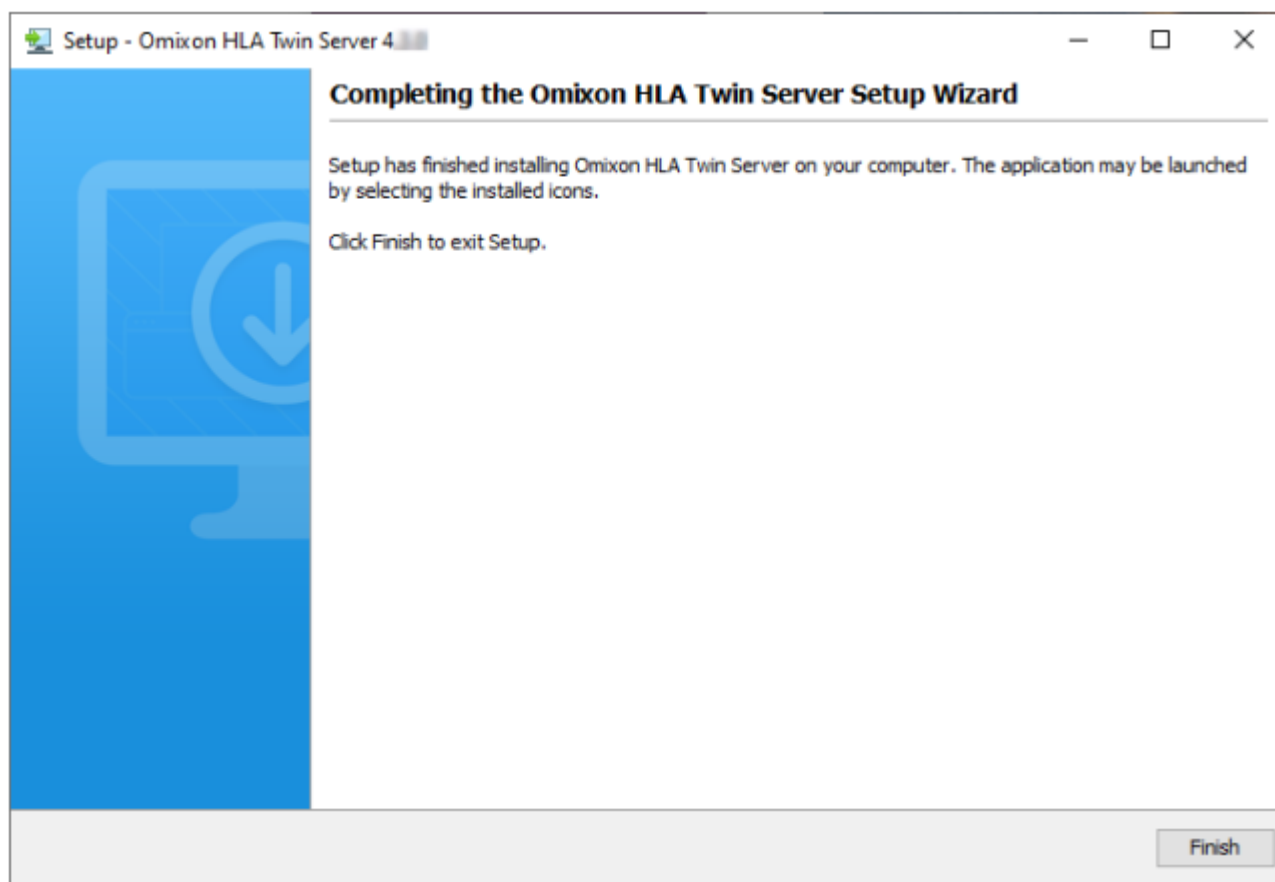 Setup - Omixon HLA Twin Server 4
Completing the Omixon HLA Twin Server Setup Wizard
Setup has finished installing Omixon HLA Twin Server on your computer. The application may be launched
by selecting the installed icons.
Click Finish to exit Setup.
Finish